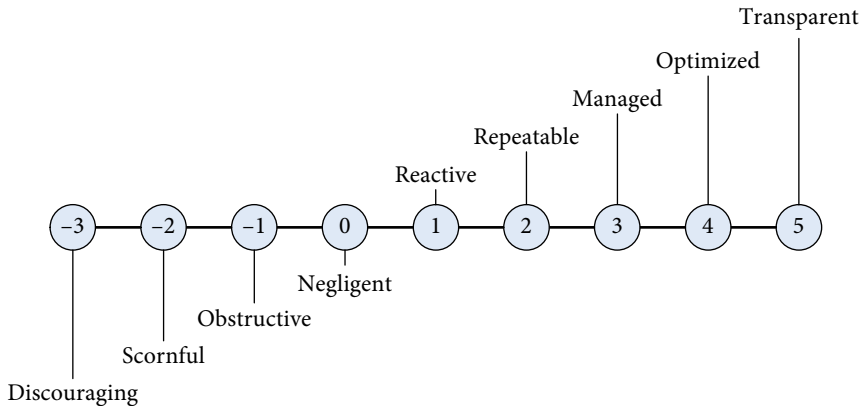 Transparent
Optimized
Managed
Repeatable
Reactive
–3 –2 –1 0 1 2 3 4 5
Negligent
Obstructive
Scornful
Discouraging